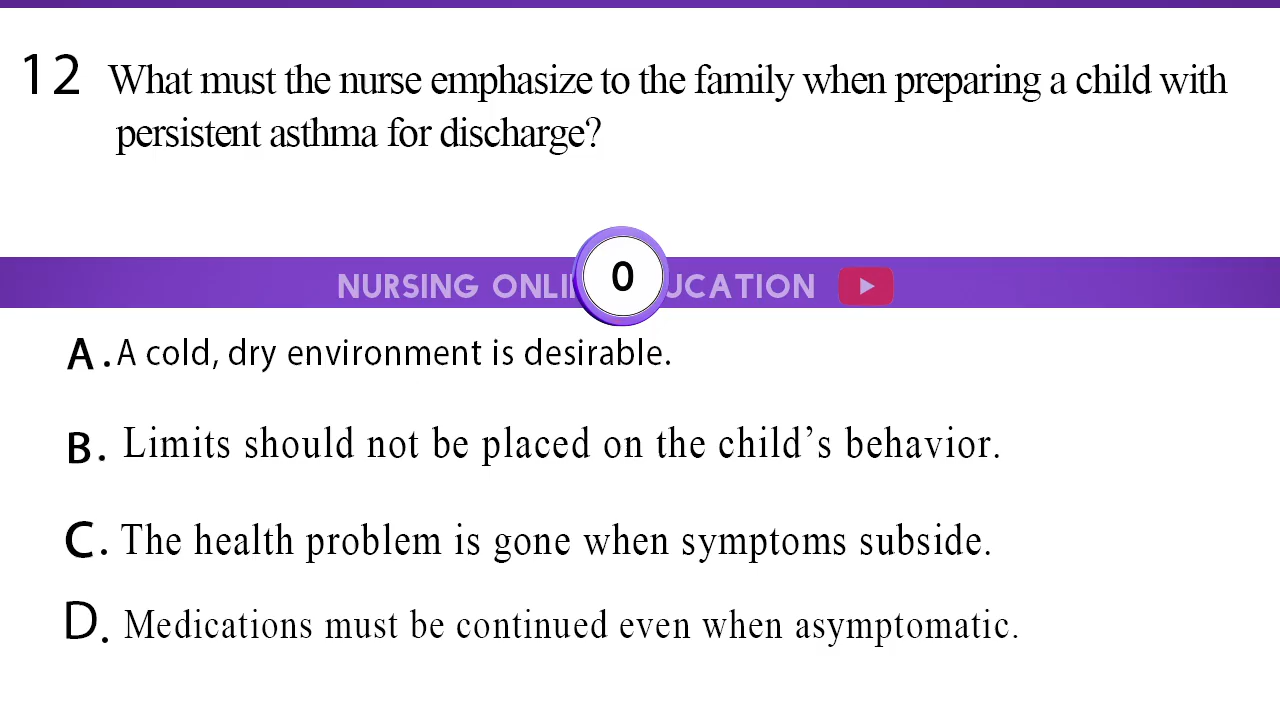 12 What must the nurse emphasize to the family when preparing a child with
persistent asthma for discharge?
NURSING ONLI UCATION
0
A. A cold, dry environment is desirable.
B. Limits should not be placed on the child’s behavior.
C. The health problem is gone when symptoms subside.
D. Medications must be continued even when asymptomatic.